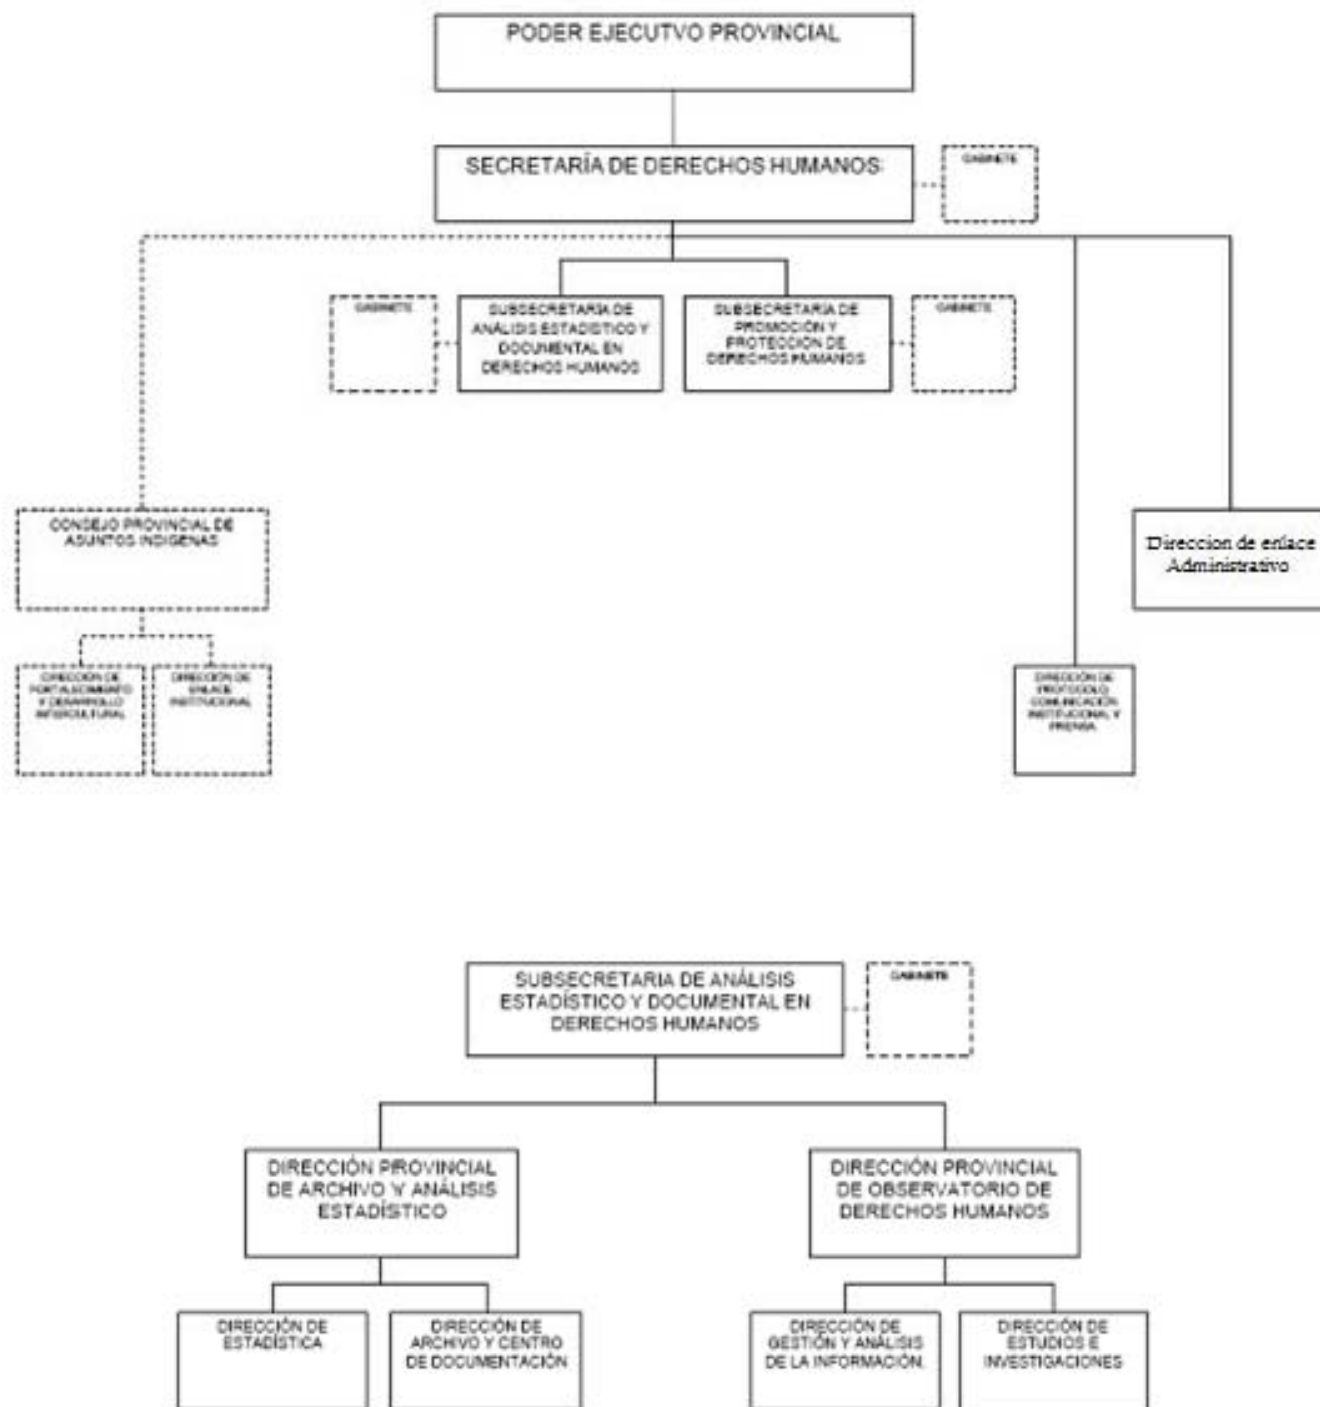 PODER EJECUTVO PROVINCIAL
SECRETARÍA DE DERECHOS HUMANOS
GABINETE
GABINETE
SUBSECRETARÍA DE
ANÁLISIS ESTADÍSTICO Y
DOCUMENTAL EN
DERECHOS HUMANOS
SUBSECRETARÍA DE
PROMOCIÓN Y
PROTECCIÓN DE
DERECHOS HUMANOS
GABINETE
CONSEJO PROVINCIAL DE
ASUNTOS INDIGENAS
Direccion de enlace
Administrativo
DIRECCIÓN DE
FORTALECIMIENTO
Y DESARROLLO
INTERCULTURAL
DIRECCIÓN DE
ENLACE
INSTITUCIONAL
DIRECCIÓN DE
PROTOCOLO,
COMUNICACIÓN
INSTITUCIONAL Y
PRENSA
SUBSECRETARIA DE ANÁLISIS
ESTADÍSTICO Y DOCUMENTAL EN
DERECHOS HUMANOS
GABINETE
DIRECCIÓN PROVINCIAL
DE ARCHIVO Y ANÁLISIS
ESTADÍSTICO
DIRECCIÓN PROVINCIAL
DE OBSERVATORIO DE
DERECHOS HUMANOS
DIRECCIÓN DE
ESTADÍSTICA
DIRECCIÓN DE
ARCHIVO Y CENTRO
DE DOCUMENTACIÓN
DIRECCIÓN DE
GESTIÓN Y ANÁLISIS
DE LA INFORMACIÓN.
DIRECCIÓN DE
ESTUDIOS E
INVESTIGACIONES